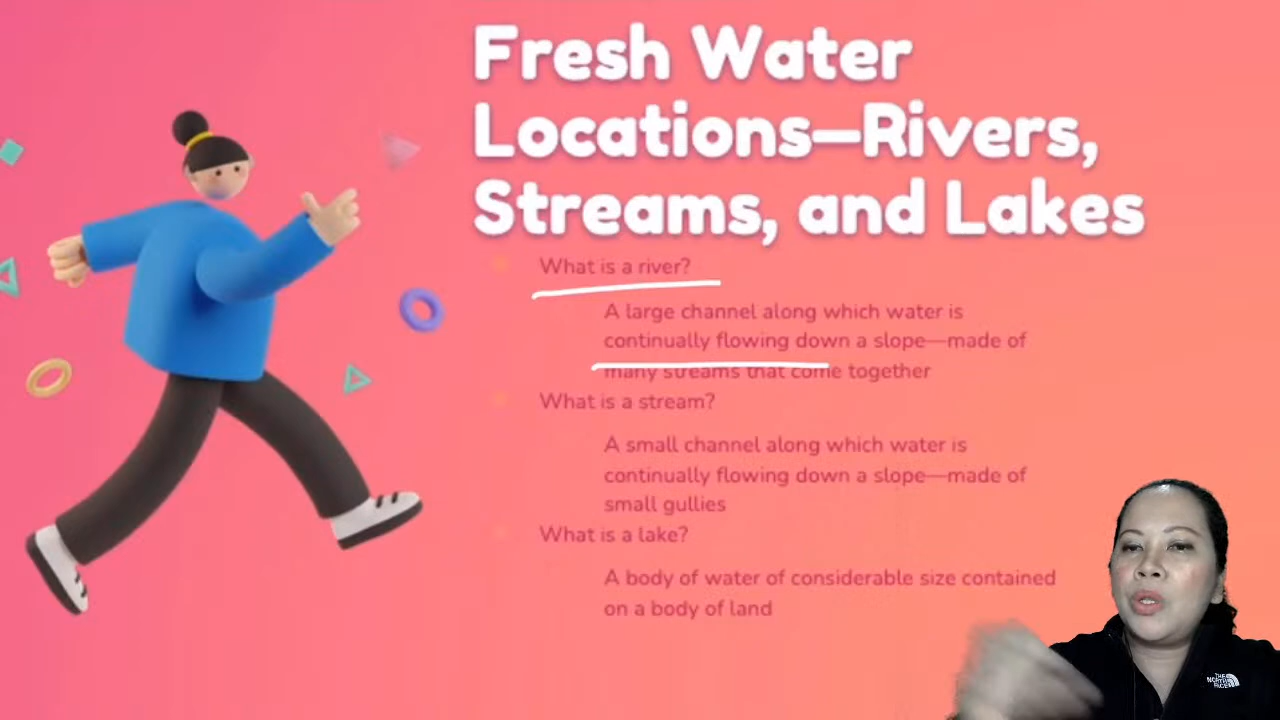 Fresh Water
Locations—Rivers,
Streams, and Lakes
What is a river?
A large channel along which water is
continually flowing down a slope—made of
many streams that come together
What is a stream?
A small channel along which water is
continually flowing down a slope—made of
small gullies
What is a lake?
A body of water of considerable size contained
on a body of land
THE
NORTH
FACE